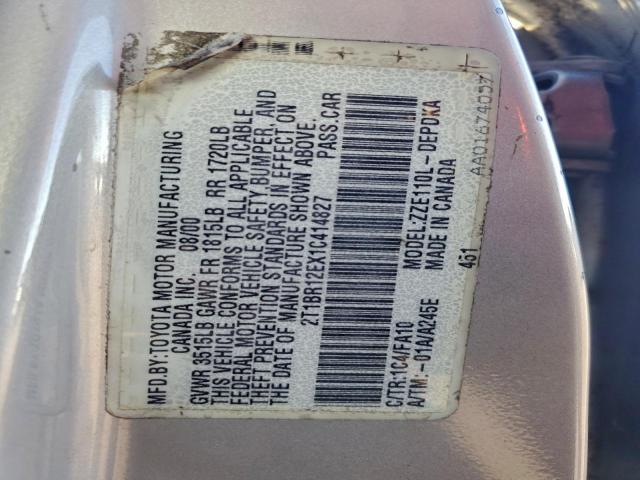 MFD.BY:TOYOTA MOTOR MANUFACTURING
CANADA INC. 08/00
GVWR 3515LB GAWR FR 1815LB RR 1720LB
THIS VEHICLE CONFORMS TO ALL APPLICABLE
FEDERAL MOTOR VEHICLE SAFETY, BUMPER, AND
THEFT PREVENTION STANDARDS IN EFFECT ON
THE DATE OF MANUFACTURE SHOWN ABOVE.
2T1BR12EX1C414827 PASS.CAR
C/TR:1C4/FA10 MODEL:ZZE110L-DEPDKA
A/TM:-01A/A245E MADE IN CANADA
461
AA01674059